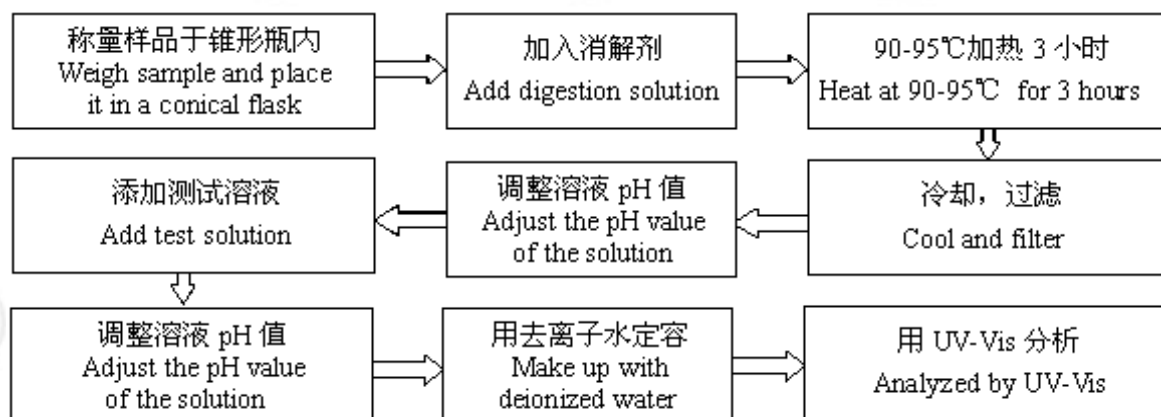 称量样品于锥形瓶内
Weigh sample and place
it in a conical flask
加入消解剂
Add digestion solution
90-95℃加热 3 小时
Heat at 90-95℃ for 3 hours
冷却，过滤
Cool and filter
调整溶液 pH 值
Adjust the pH value
of the solution
添加测试溶液
Add test solution
调整溶液 pH 值
Adjust the pH value
of the solution
用去离子水定容
Make up with
deionized water
用 UV-Vis 分析
Analyzed by UV-Vis